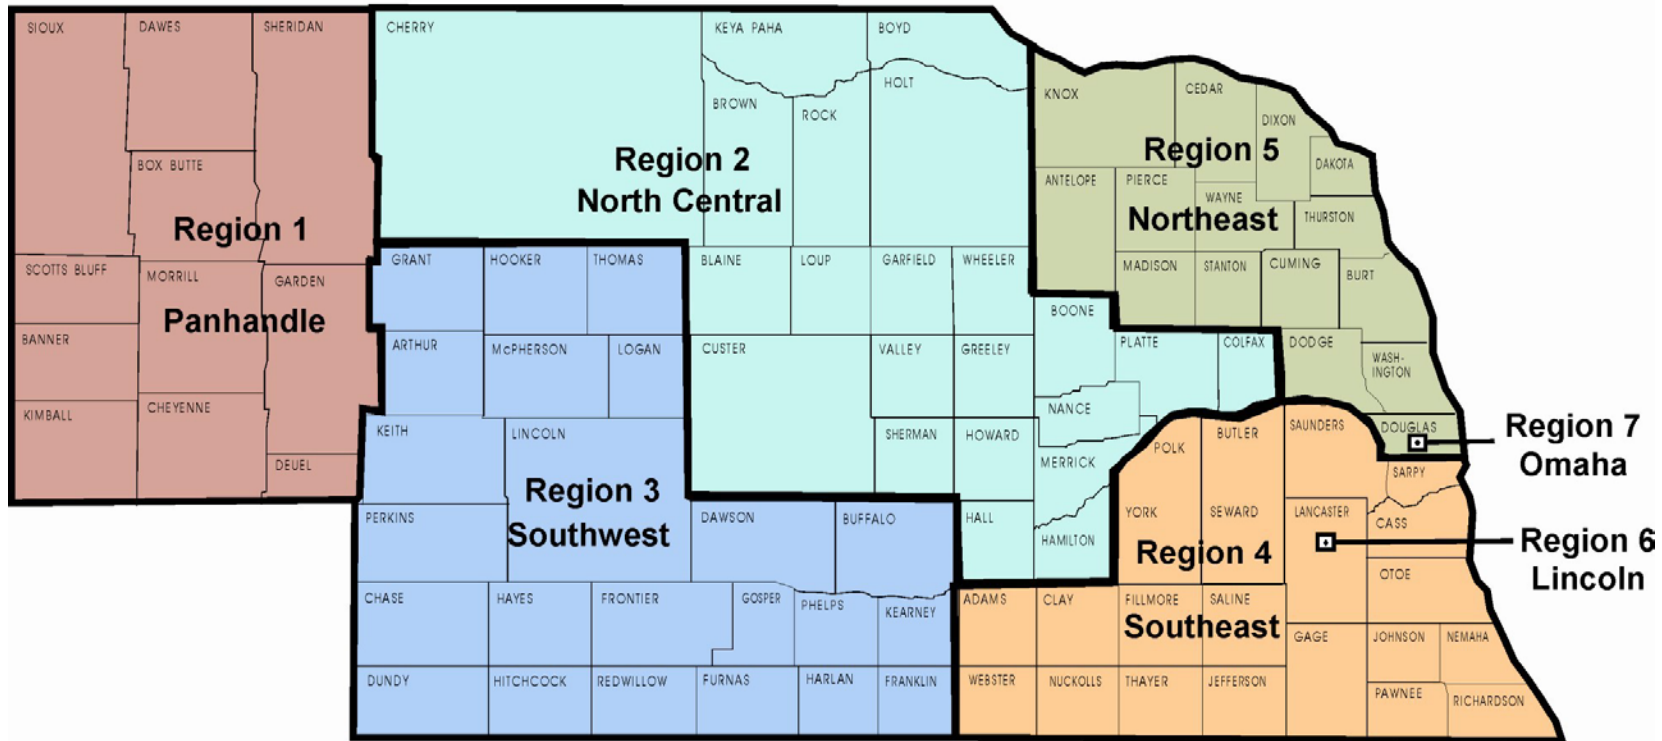 SIOUX
DAWES
SHERIDAN
BOX BUTTE
Region 1
SCOTTS BLUFF
MORRILL
GARDEN
Panhandle
BANNER
KIMBALL
CHEYENNE
DEUEL
CHERRY
KEYA PAHA
BOYD
HOLT
BROWN
ROCK
Region 2
North Central
BLAINE
LOUP
GARFIELD
WHEELER
BOONE
CUSTER
VALLEY
GREELEY
PLATTE
COLFAX
NANCE
SHERMAN
HOWARD
MERRICK
HALL
HAMILTON
GRANT
HOOKER
THOMAS
ARTHUR
McPHERSON
LOGAN
KEITH
LINCOLN
Region 3
Southwest
PERKINS
DAWSON
BUFFALO
CHASE
HAYES
FRONTIER
GOSPER
PHELPS
KEARNEY
DUNDY
HITCHCOCK
REDWILLOW
FURNAS
HARLAN
FRANKLIN
KNOX
CEDAR
DIXON
Region 5
DAKOTA
ANTELOPE
PIERCE
WAYNE
Northeast
THURSTON
MADISON
STANTON
CUMING
BURT
DODGE
WASH-
INGTON
DOUGLAS
Region 7
Omaha
POLK
BUTLER
SAUNDERS
SARPY
YORK
SEWARD
LANCASTER
CASS
Region 6
Lincoln
Region 4
OTOE
ADAMS
CLAY
FILLMORE
SALINE
Southeast
GAGE
JOHNSON
NEMAHA
WEBSTER
NUCKOLLS
THAYER
JEFFERSON
PAWNEE
RICHARDSON